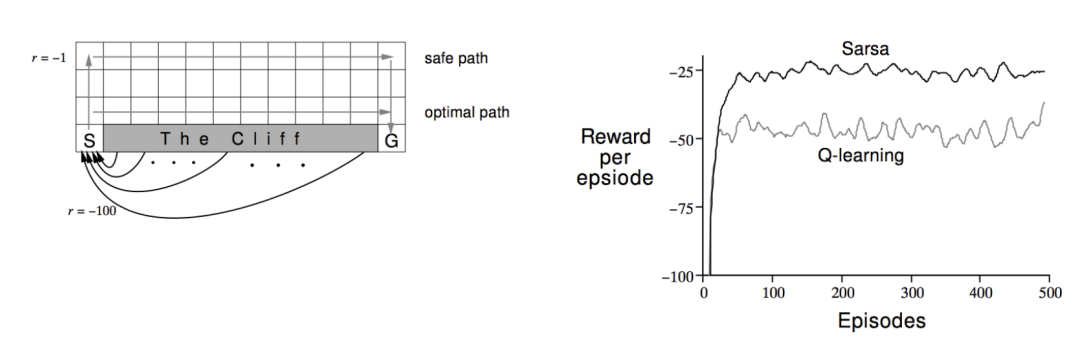 r = −1
safe path
optimal path
S
The Cliff
G
r = −100
Reward
per
epsiode
Sarsa
Q-learning
−25
−50
−75
−100
0 100 200 300 400 500
Episodes